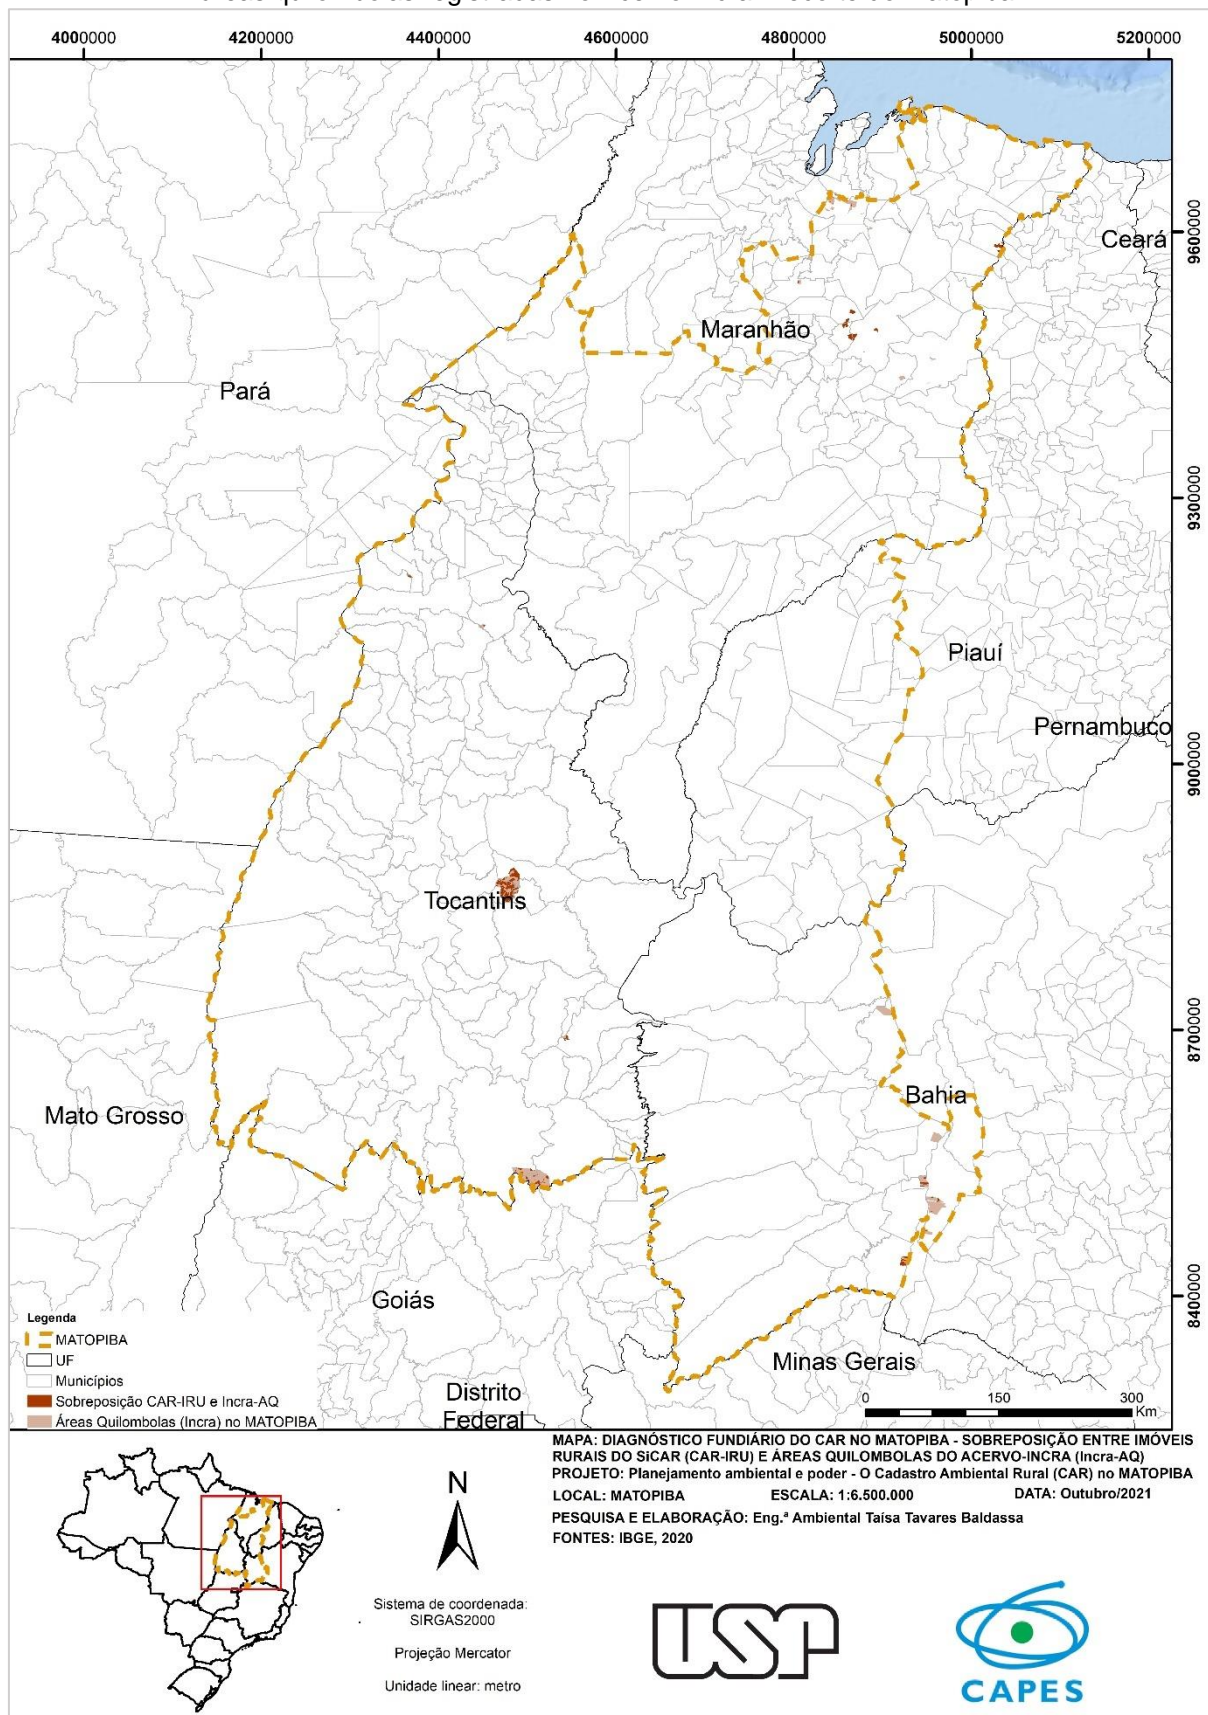 4000000 4200000 4400000 4600000 4800000 5000000 5200000
9600000
9300000
9000000
8700000
8400000
Ceará
Maranhão
Pará
Piauí
Pernambuco
Tocantins
Bahia
Mato Grosso
Goiás
Minas Gerais
Distrito
Federal
Legenda
MATOPIBA
UF
Municípios
Sobreposição CAR-IRU e Incra-AQ
Áreas Quilombolas (Incra) no MATOPIBA
0 150 300
Km
MAPA: DIAGNÓSTICO FUNDIÁRIO DO CAR NO MATOPIBA - SOBREPOSIÇÃO ENTRE IMÓVEIS
RURAIS DO SiCAR (CAR-IRU) E ÁREAS QUILOMBOLAS DO ACERVO-INCRA (Incra-AQ)
PROJETO: Planejamento ambiental e poder - O Cadastro Ambiental Rural (CAR) no MATOPIBA
LOCAL: MATOPIBA ESCALA: 1:6.500.000 DATA: Outubro/2021
PESQUISA E ELABORAÇÃO: Eng.ª Ambiental Taísa Tavares Baldassa
FONTES: IBGE, 2020
N
Sistema de coordenada:
SIRGAS2000
Projeção Mercator
Unidade linear: metro
USP
CAPES